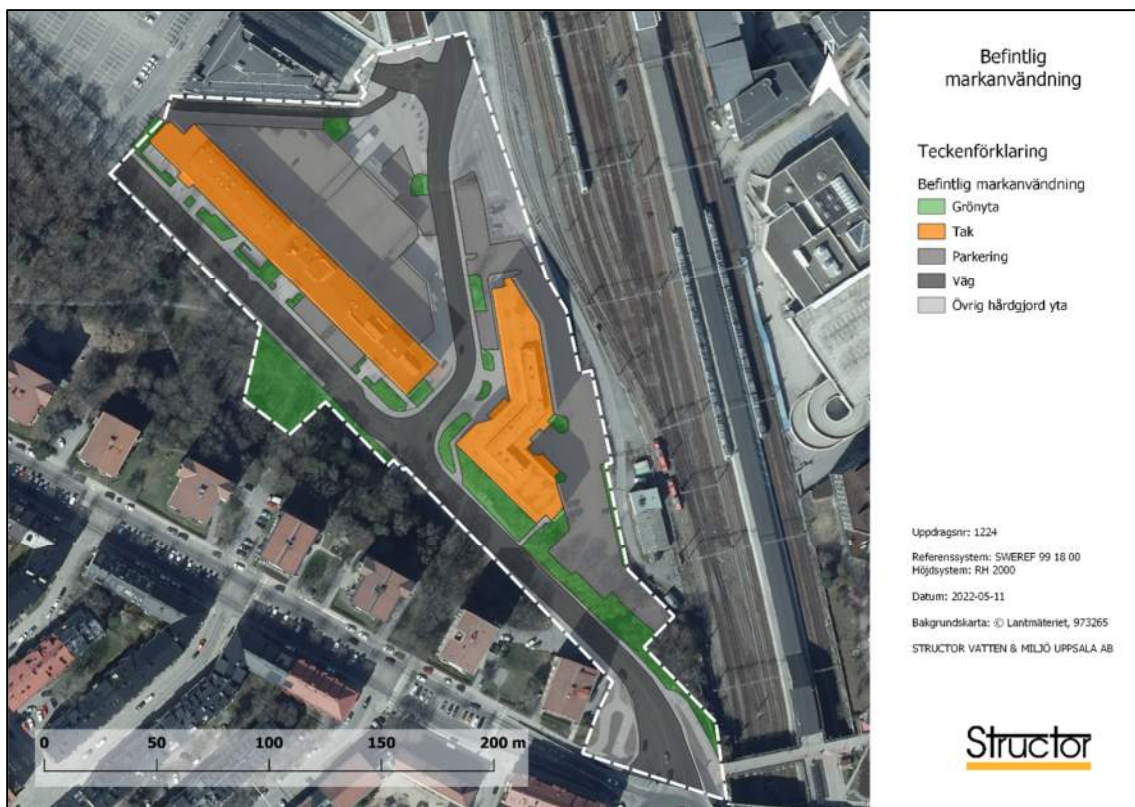 Befintlig
markanvändning
N
Teckenförklaring
Befintlig markanvändning
Grönyta
Tak
Parkering
Väg
Övrig hårdgjord yta
Uppdragsnr: 1224
Referenssystem: SWEREF 99 18 00
Höjdsystem: RH 2000
Datum: 2022-05-11
Bakgrundskarta: © Lantmäteriet, 973265
STRUCTOR VATTEN & MILJÖ UPPSALA AB
Structor
0 50 100 150 200 m